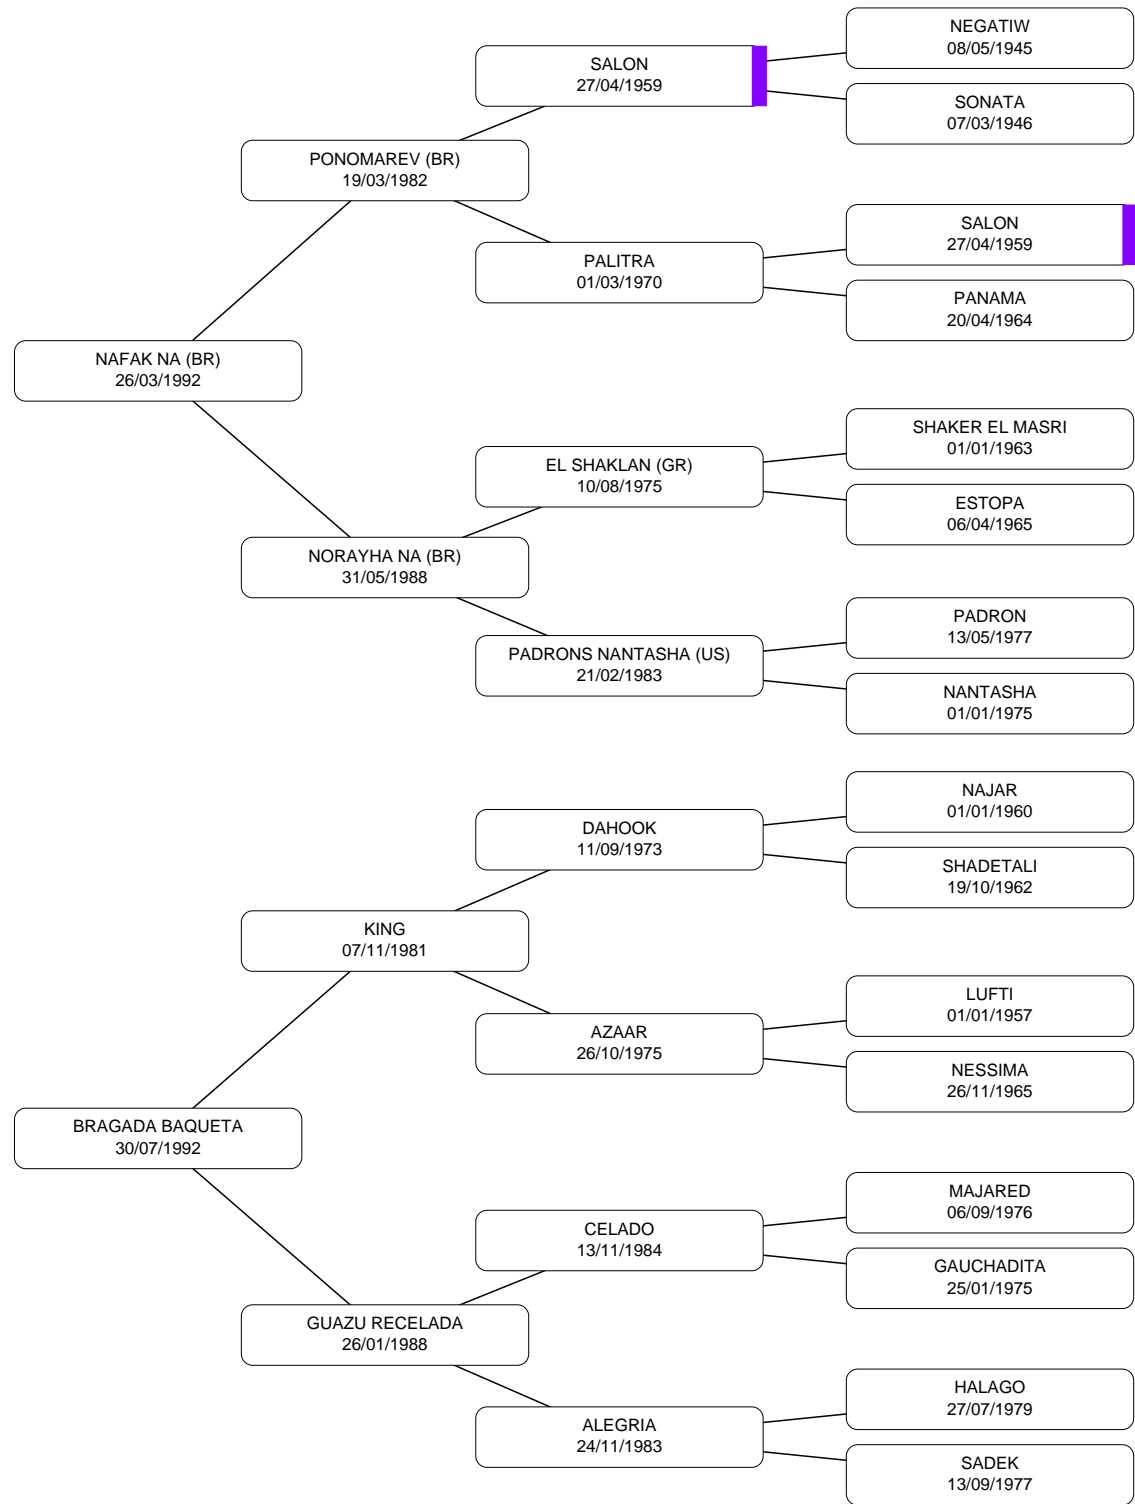 NEGATIW
08/05/1945
SALON
27/04/1959
SONATA
07/03/1946
PONOMAREV (BR)
19/03/1982
SALON
27/04/1959
PALITRA
01/03/1970
PANAMA
20/04/1964
NAFAK NA (BR)
26/03/1992
SHAKER EL MASRI
01/01/1963
EL SHAKLAN (GR)
10/08/1975
ESTOPA
06/04/1965
NORAYHA NA (BR)
31/05/1988
PADRON
13/05/1977
PADRONS NANTASHA (US)
21/02/1983
NANTASHA
01/01/1975
NAJAR
01/01/1960
DAHOOK
11/09/1973
SHADETALI
19/10/1962
KING
07/11/1981
LUFTI
01/01/1957
AZAAR
26/10/1975
NESSIMA
26/11/1965
BRAGADA BAQUETA
30/07/1992
MAJARED
06/09/1976
CELADO
13/11/1984
GAUCHADITA
25/01/1975
GUAZU RECELADA
26/01/1988
HALAGO
27/07/1979
ALEGRIA
24/11/1983
SADEK
13/09/1977